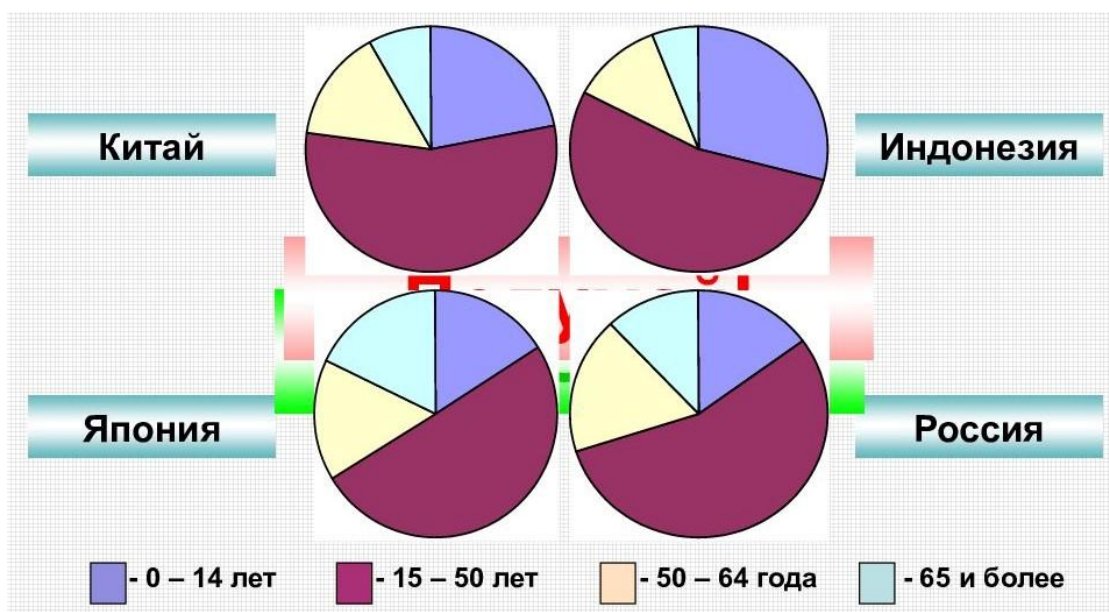 Китай
Индонезия
Япония
Россия
- 0 – 14 лет
- 15 – 50 лет
- 50 – 64 года
- 65 и более